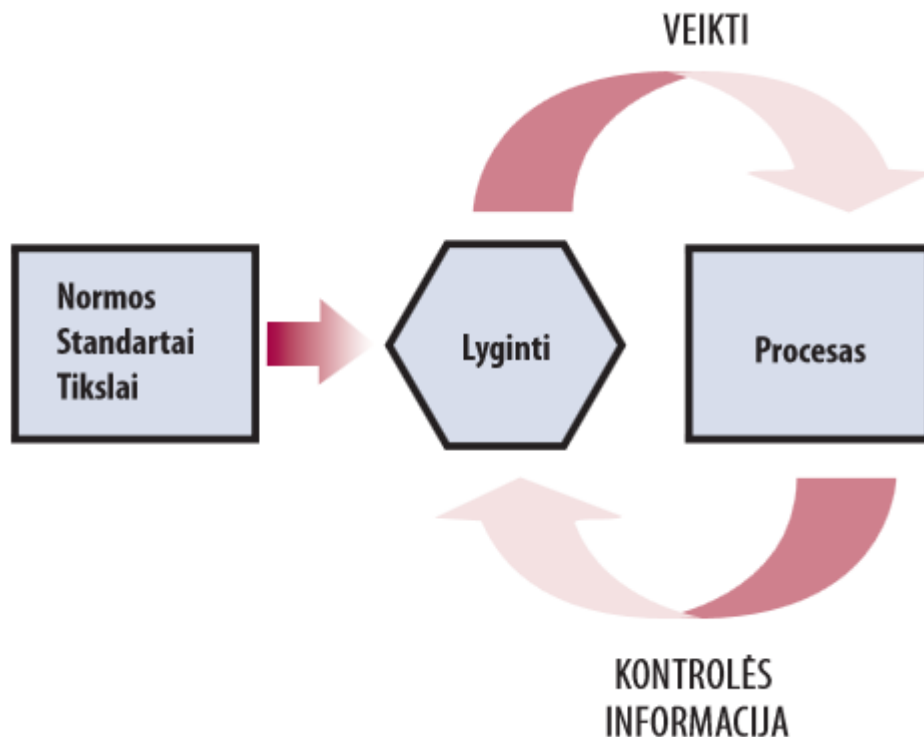 VEIKTI
Normos
Standartai
Tikslai
Lyginti
Procesas
KONTROLĖS
INFORMACIJA